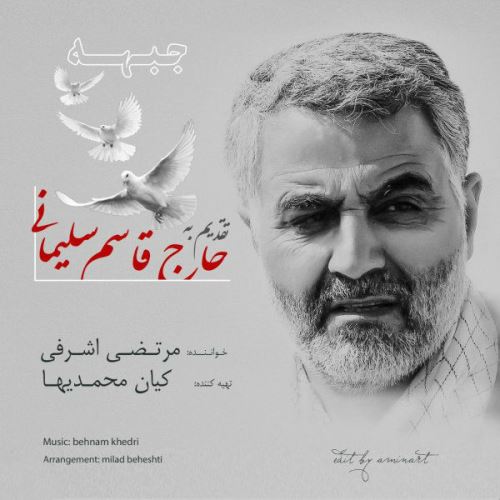 جبهه
تقدیم به
حاج قاسم سلیمانی
خواننده: مرتضی اشرفی
تهیه کننده: کیان محمدیها
Music: behnam khedri
Arrangement: milad beheshti
edit by aminart